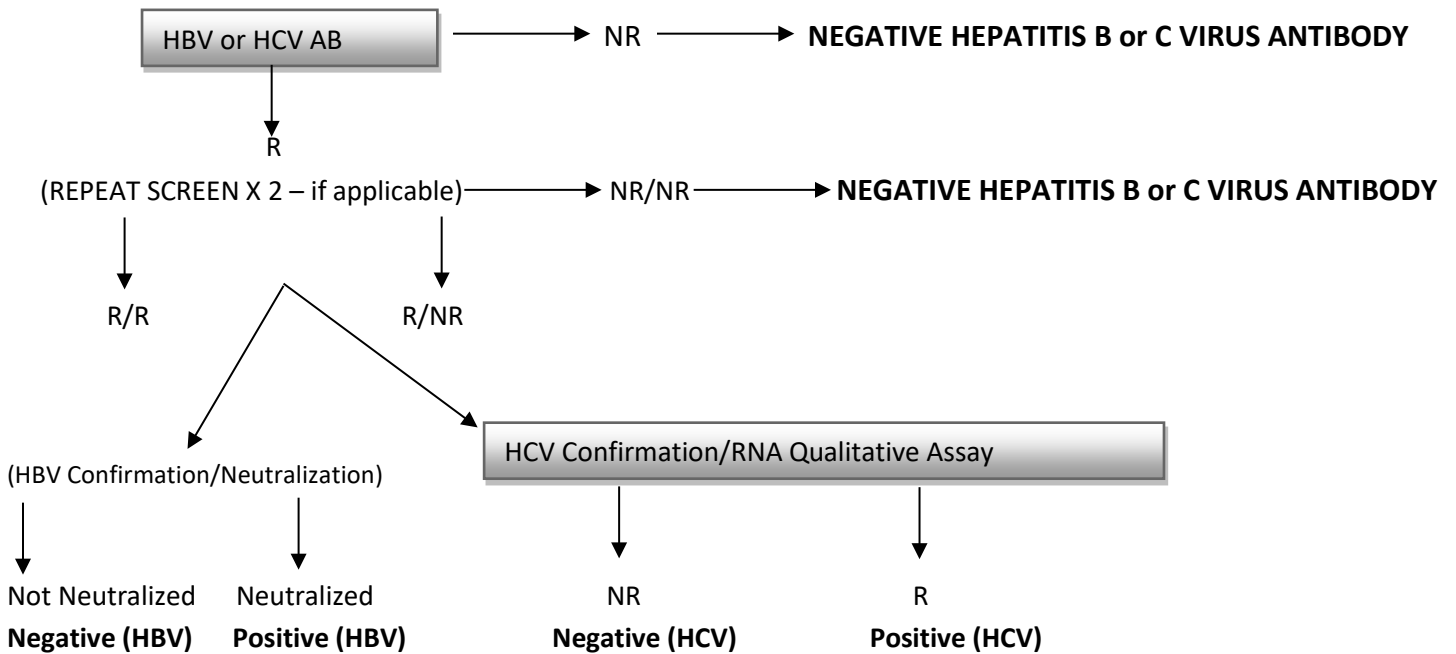 HBV or HCV AB NR NEGATIVE HEPATITIS B or C VIRUS ANTIBODY
R
(REPEAT SCREEN X 2 – if applicable) NR/NR NEGATIVE HEPATITIS B or C VIRUS ANTIBODY
R/R R/NR
HCV Confirmation/RNA Qualitative Assay
(HBV Confirmation/Neutralization)
Not Neutralized Neutralized NR R
Negative (HBV) Positive (HBV) Negative (HCV) Positive (HCV)